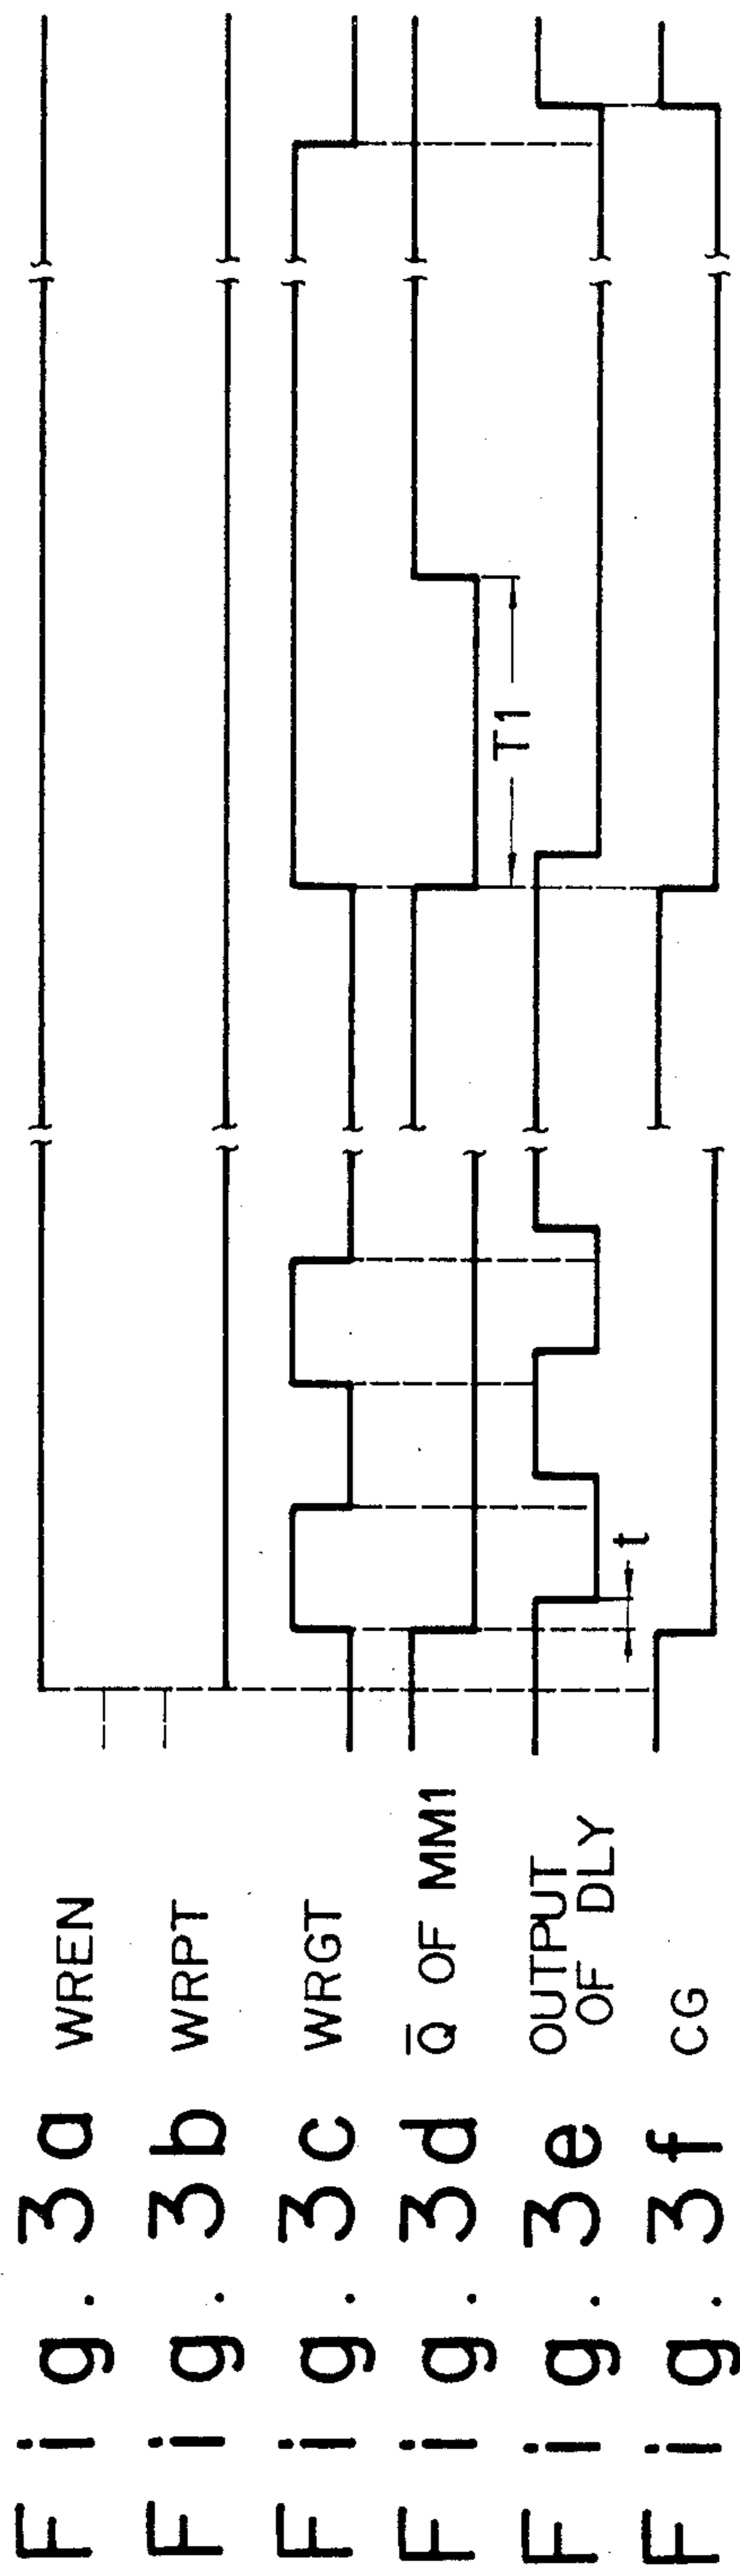 Fig. 3a WREN
Fig. 3b WRPT
Fig. 3c WRGT
Fig. 3d Q̅ OF MM1
T1
Fig. 3e OUTPUT
OF DLY
t
Fig. 3f CG